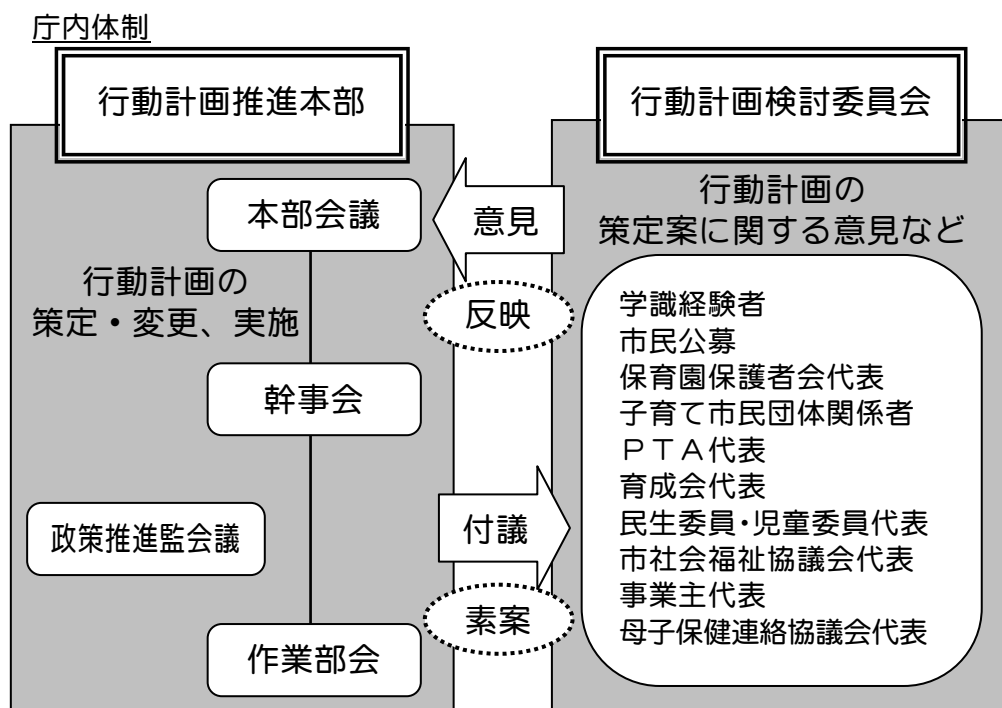 庁内体制
行動計画推進本部
本部会議
行動計画の
策定・変更、実施
幹事会
政策推進監会議
作業部会
意見
反映
付議
素案
行動計画検討委員会
行動計画の
策定案に関する意見など
学識経験者
市民公募
保育園保護者会代表
子育て市民団体関係者
ＰＴＡ代表
育成会代表
民生委員･児童委員代表
市社会福祉協議会代表
事業主代表
母子保健連絡協議会代表